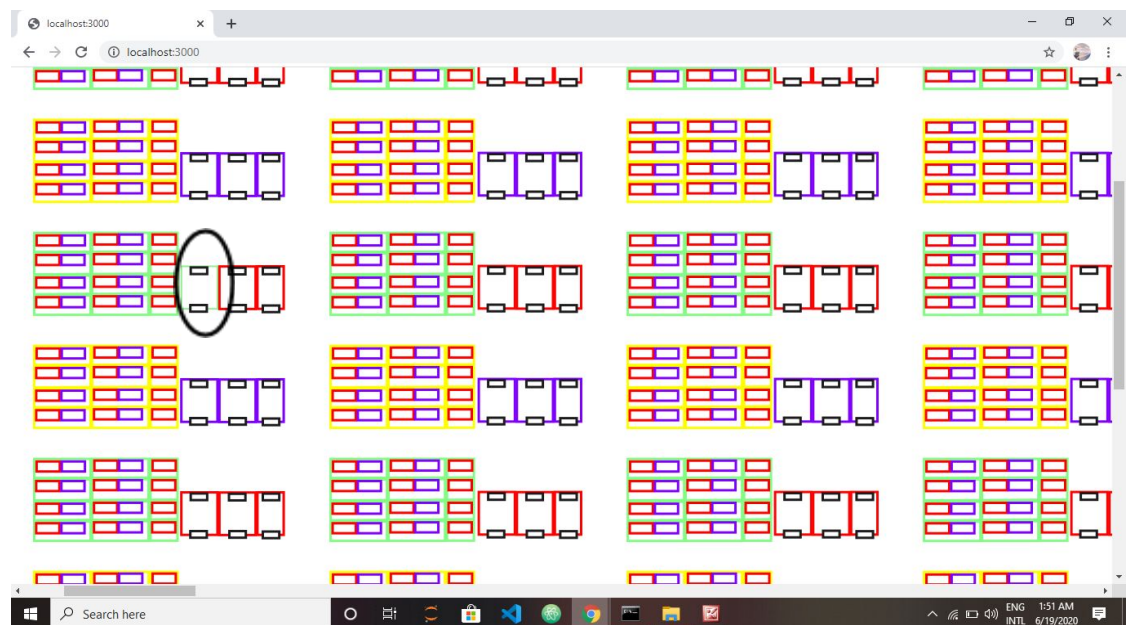 localhost:3000
localhost:3000
Search here
ENG 1:51 AM
INTL 6/19/2020